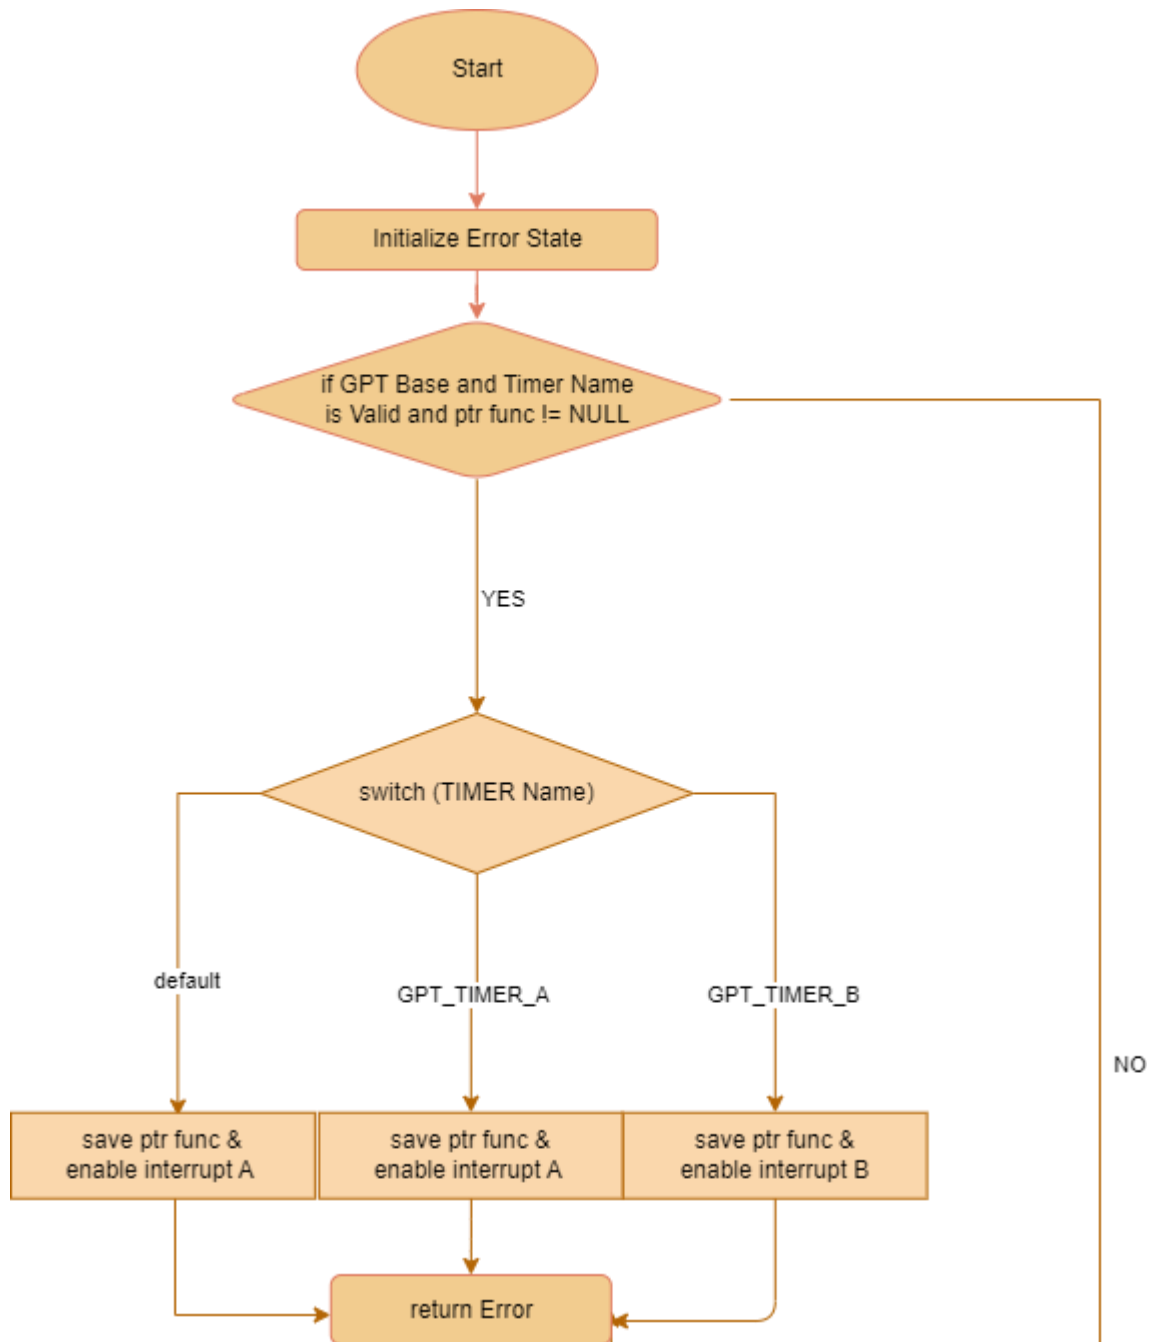 Start
Initialize Error State
if GPT Base and Timer Name
is Valid and ptr func != NULL
YES
switch (TIMER Name)
default
GPT_TIMER_A
GPT_TIMER_B
NO
save ptr func &
enable interrupt A
save ptr func &
enable interrupt A
save ptr func &
enable interrupt B
return Error